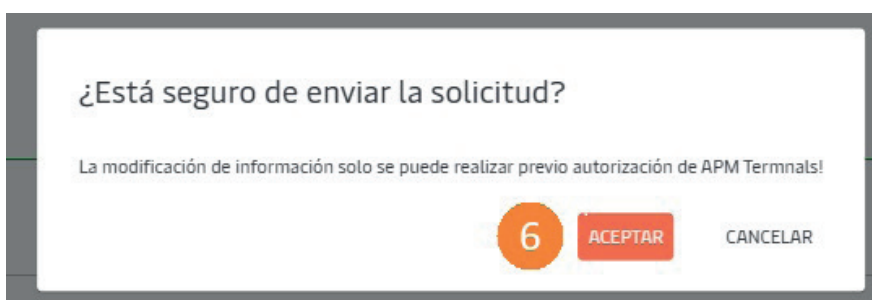 ¿Está seguro de enviar la solicitud?
La modificación de información solo se puede realizar previo autorización de APM Termnals!
6 ACEPTAR CANCELAR